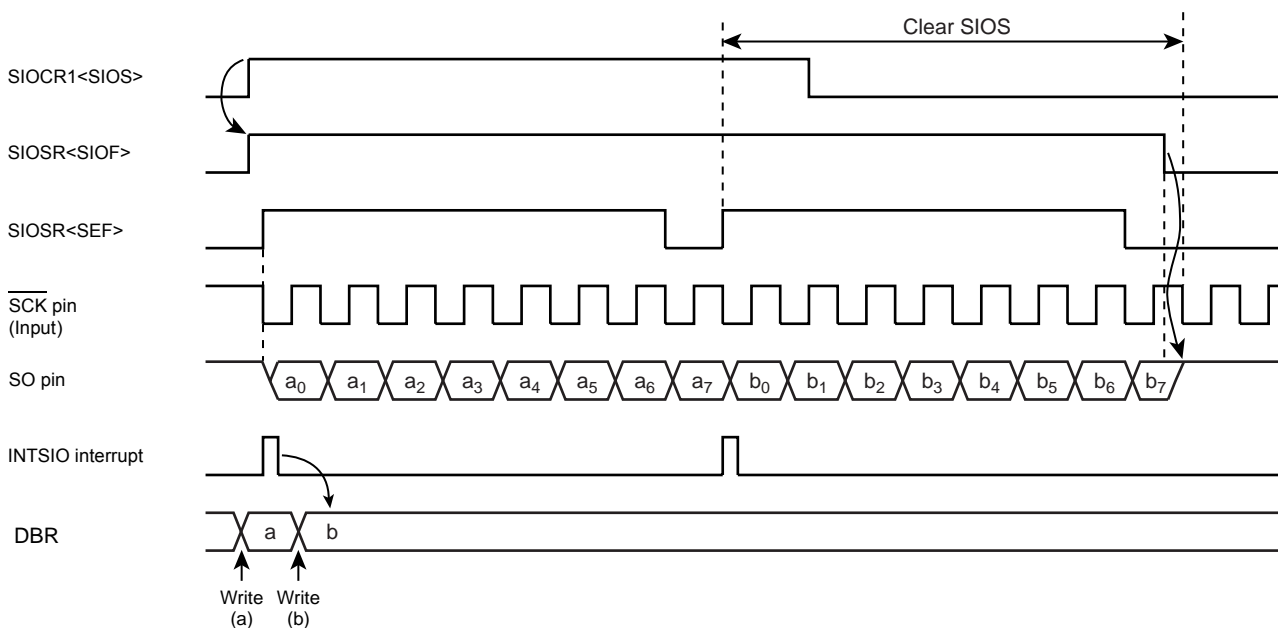 Clear SIOS
SIOCR1<SIOS>
SIOSR<SIOF>
SIOSR<SEF>
SCK pin
(Input)
SO pin
a0 a1 a2 a3 a4 a5 a6 a7 b0 b1 b2 b3 b4 b5 b6 b7
INTSIO interrupt
DBR
a b
Write Write
(a) (b)